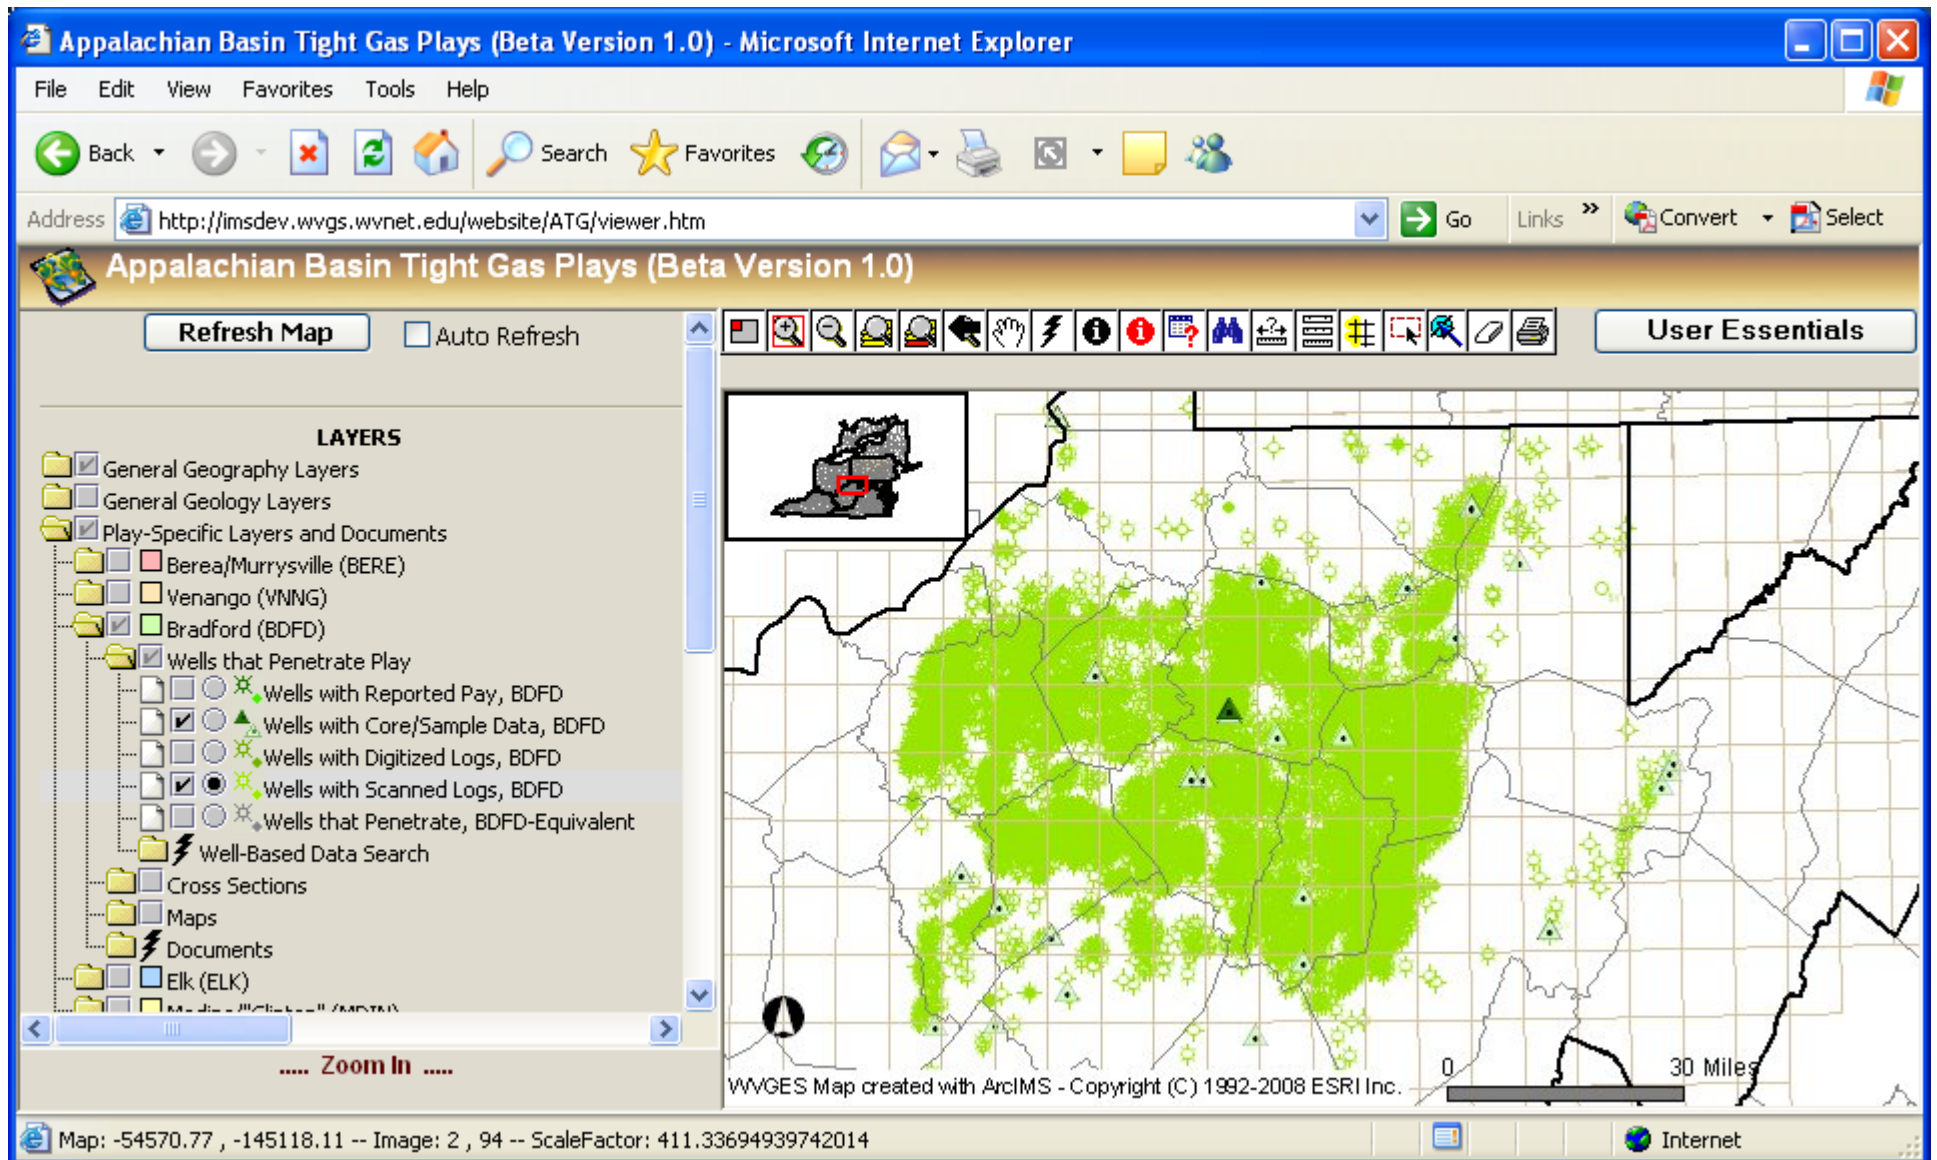 Appalachian Basin Tight Gas Plays (Beta Version 1.0) - Microsoft Internet Explorer
File Edit View Favorites Tools Help
Back Search Favorites
Address http://imsdev.wvgs.wvnet.edu/website/ATG/viewer.htm Go Links » Convert Select
Appalachian Basin Tight Gas Plays (Beta Version 1.0)
Refresh Map Auto Refresh
User Essentials
LAYERS
General Geography Layers
General Geology Layers
Play-Specific Layers and Documents
Berea/Murrysville (BERE)
Venango (VNNG)
Bradford (BDFD)
Wells that Penetrate Play
Wells with Reported Pay, BDFD
Wells with Core/Sample Data, BDFD
Wells with Digitized Logs, BDFD
Wells with Scanned Logs, BDFD
Wells that Penetrate, BDFD-Equivalent
Well-Based Data Search
Cross Sections
Maps
Documents
Elk (ELK)
Medina/"Clinton" (MDIN)
..... Zoom In .....
0 30 Miles
WVGES Map created with ArcIMS - Copyright (C) 1992-2008 ESRI Inc.
Map: -54570.77 , -145118.11 -- Image: 2 , 94 -- ScaleFactor: 411.33694939742014
Internet